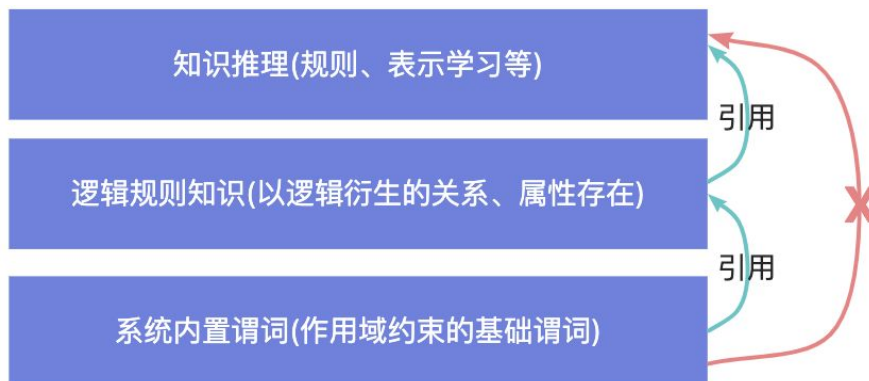 知识推理(规则、表示学习等)
引用
逻辑规则知识(以逻辑衍生的关系、属性存在)
X
引用
系统内置谓词(作用域约束的基础谓词)